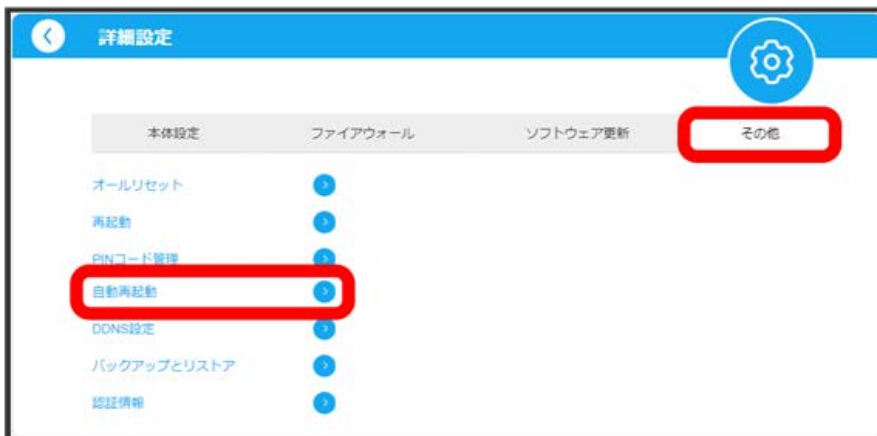 詳細設定
本体設定 ファイアウォール ソフトウェア更新 その他
オールリセット
再起動
PINコード管理
自動再起動
DDNS設定
バックアップとリストア
認証情報